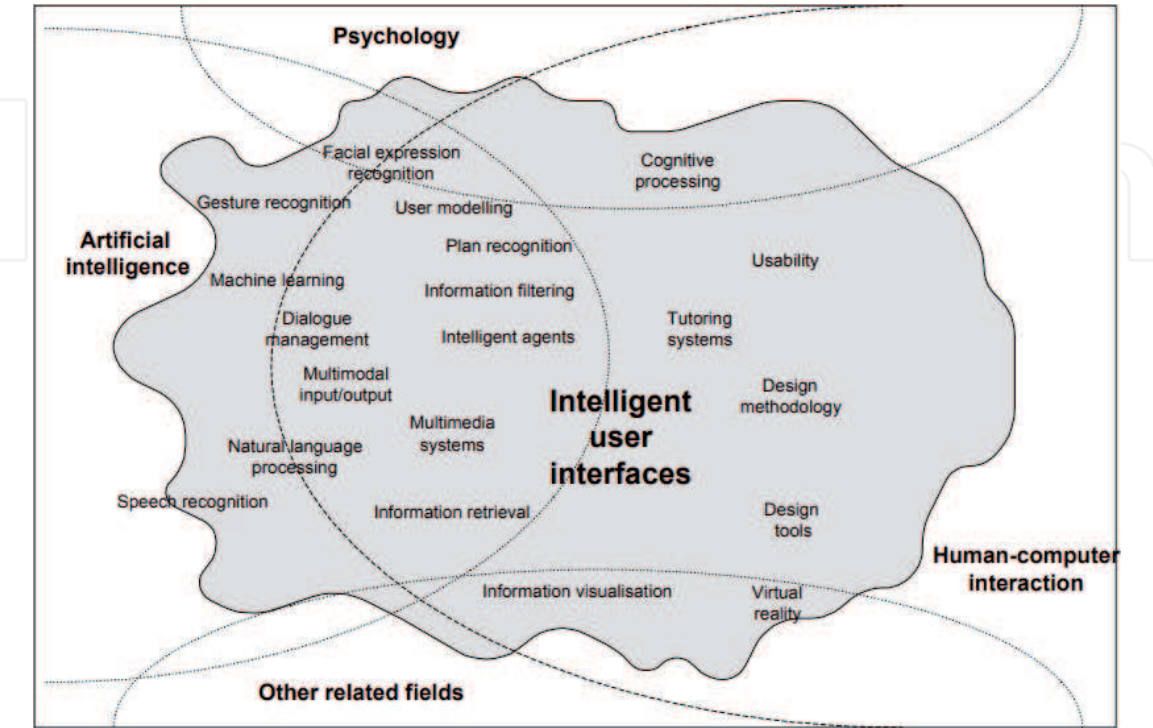 Psychology
Facial expression
recognition
Cognitive
processing
Gesture recognition
User modelling
Artificial
intelligence
Plan recognition
Usability
Machine learning
Information filtering
Dialogue
management
Intelligent agents
Tutoring
systems
Multimodal
input/output
Design
methodology
Intelligent
user
interfaces
Multimedia
systems
Natural language
processing
Speech recognition
Information retrieval
Design
tools
Human-computer
interaction
Information visualisation
Virtual
reality
Other related fields